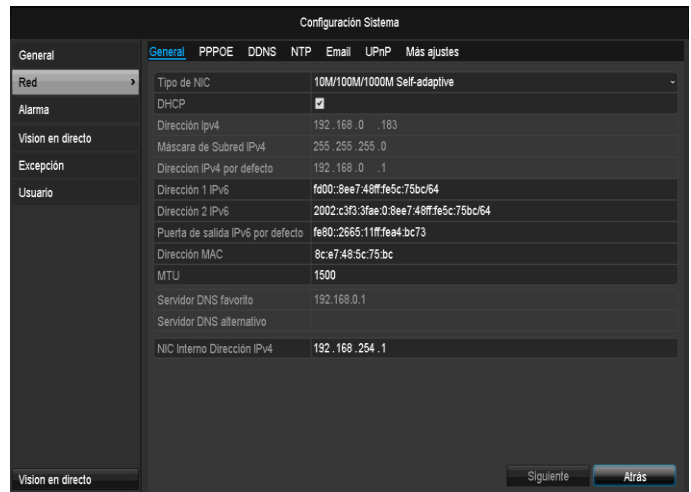 Configuración Sistema
General
Red ›
Alarma
Vision en directo
Excepción
Usuario
Vision en directo
General PPPOE DDNS NTP Email UPnP Más ajustes
Tipo de NIC 10M/100M/1000M Self-adaptive
DHCP
Dirección Ipv4 192.168.0 .183
Máscara de Subred IPv4 255.255.255.0
Direccion IPv4 por defecto 192.168.0 .1
Dirección 1 IPv6 fd00::8ee7:48ff:fe5c:75bc/64
Dirección 2 IPv6 2002:c3f3:3fae:0:8ee7:48ff:fe5c:75bc/64
Puerta de salida IPv6 por defecto fe80::2665:11ff:fea4:bc73
Dirección MAC 8c:e7:48:5c:75:bc
MTU 1500
Servidor DNS favorito 192.168.0.1
Servidor DNS alternativo
NIC Interno Dirección IPv4 192.168.254.1
Siguiente Atrás